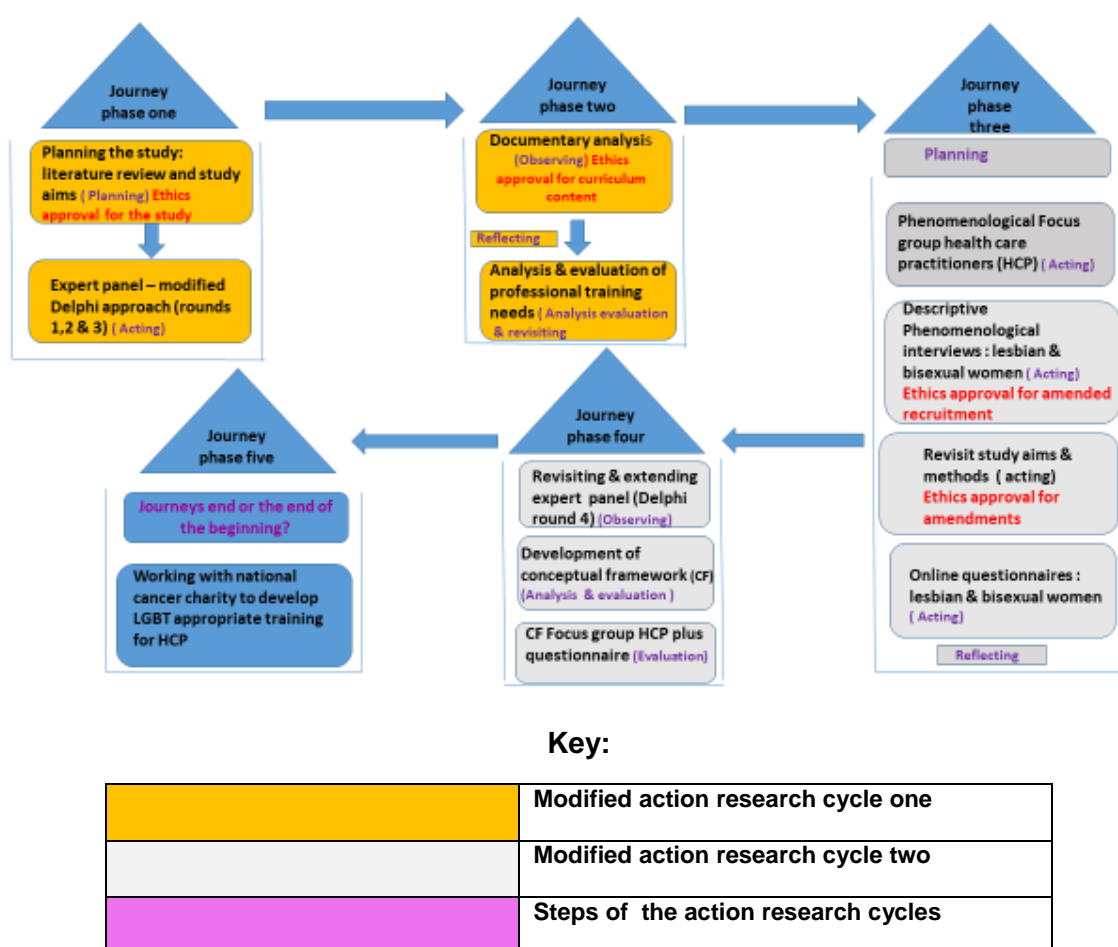 Journey
phase one
Planning the study:
literature review and study
aims ( Planning) Ethics
approval for the study
Expert panel – modified
Delphi approach (rounds
1,2 & 3) ( Acting)
Journey
phase two
Documentary analysis
(Observing) Ethics
approval for curriculum
content
Reflecting
Analysis & evaluation of
professional training
needs ( Analysis evaluation
& revisiting
Journey
phase
three
Planning
Phenomenological Focus
group health care
practitioners (HCP) ( Acting)
Descriptive
Phenomenological
interviews : lesbian &
bisexual women ( Acting)
Ethics approval for amended
recruitment
Revisit study aims &
methods ( acting)
Ethics approval for
amendments
Online questionnaires :
lesbian & bisexual women
( Acting)
Reflecting
Journey
phase four
Revisiting & extending
expert panel (Delphi
round 4) (Observing)
Development of
conceptual framework (CF)
(Analysis & evaluation )
CF Focus group HCP plus
questionnaire (Evaluation)
Journey
phase five
Journeys end or the end of
the beginning?
Working with national
cancer charity to develop
LGBT appropriate training
for HCP
Key:
Modified action research cycle one
Modified action research cycle two
Steps of the action research cycles